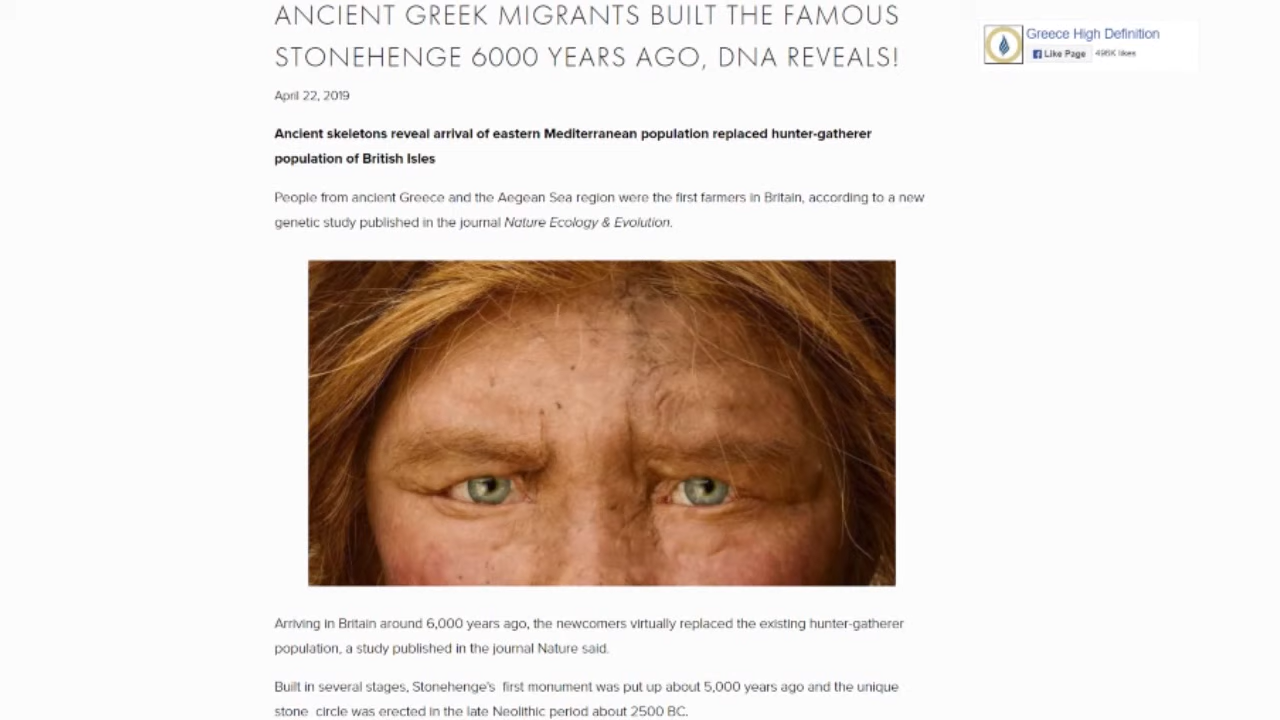 ANCIENT GREEK MIGRANTS BUILT THE FAMOUS
STONEHENGE 6000 YEARS AGO, DNA REVEALS!
Greece High Definition
Like Page 496K likes
April 22, 2019
Ancient skeletons reveal arrival of eastern Mediterranean population replaced hunter-gatherer
population of British Isles
People from ancient Greece and the Aegean Sea region were the first farmers in Britain, according to a new
genetic study published in the journal Nature Ecology & Evolution.
Arriving in Britain around 6,000 years ago, the newcomers virtually replaced the existing hunter-gatherer
population, a study published in the journal Nature said.
Built in several stages, Stonehenge's first monument was put up about 5,000 years ago and the unique
stone circle was erected in the late Neolithic period about 2500 BC.